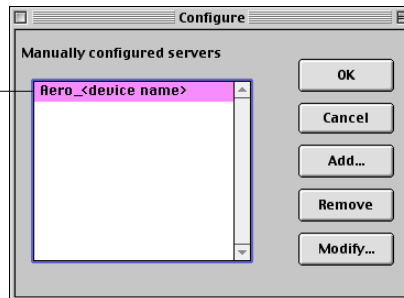 Configure
Manually configured servers
Aero_<device name>
OK
Cancel
Add...
Remove
Modify...